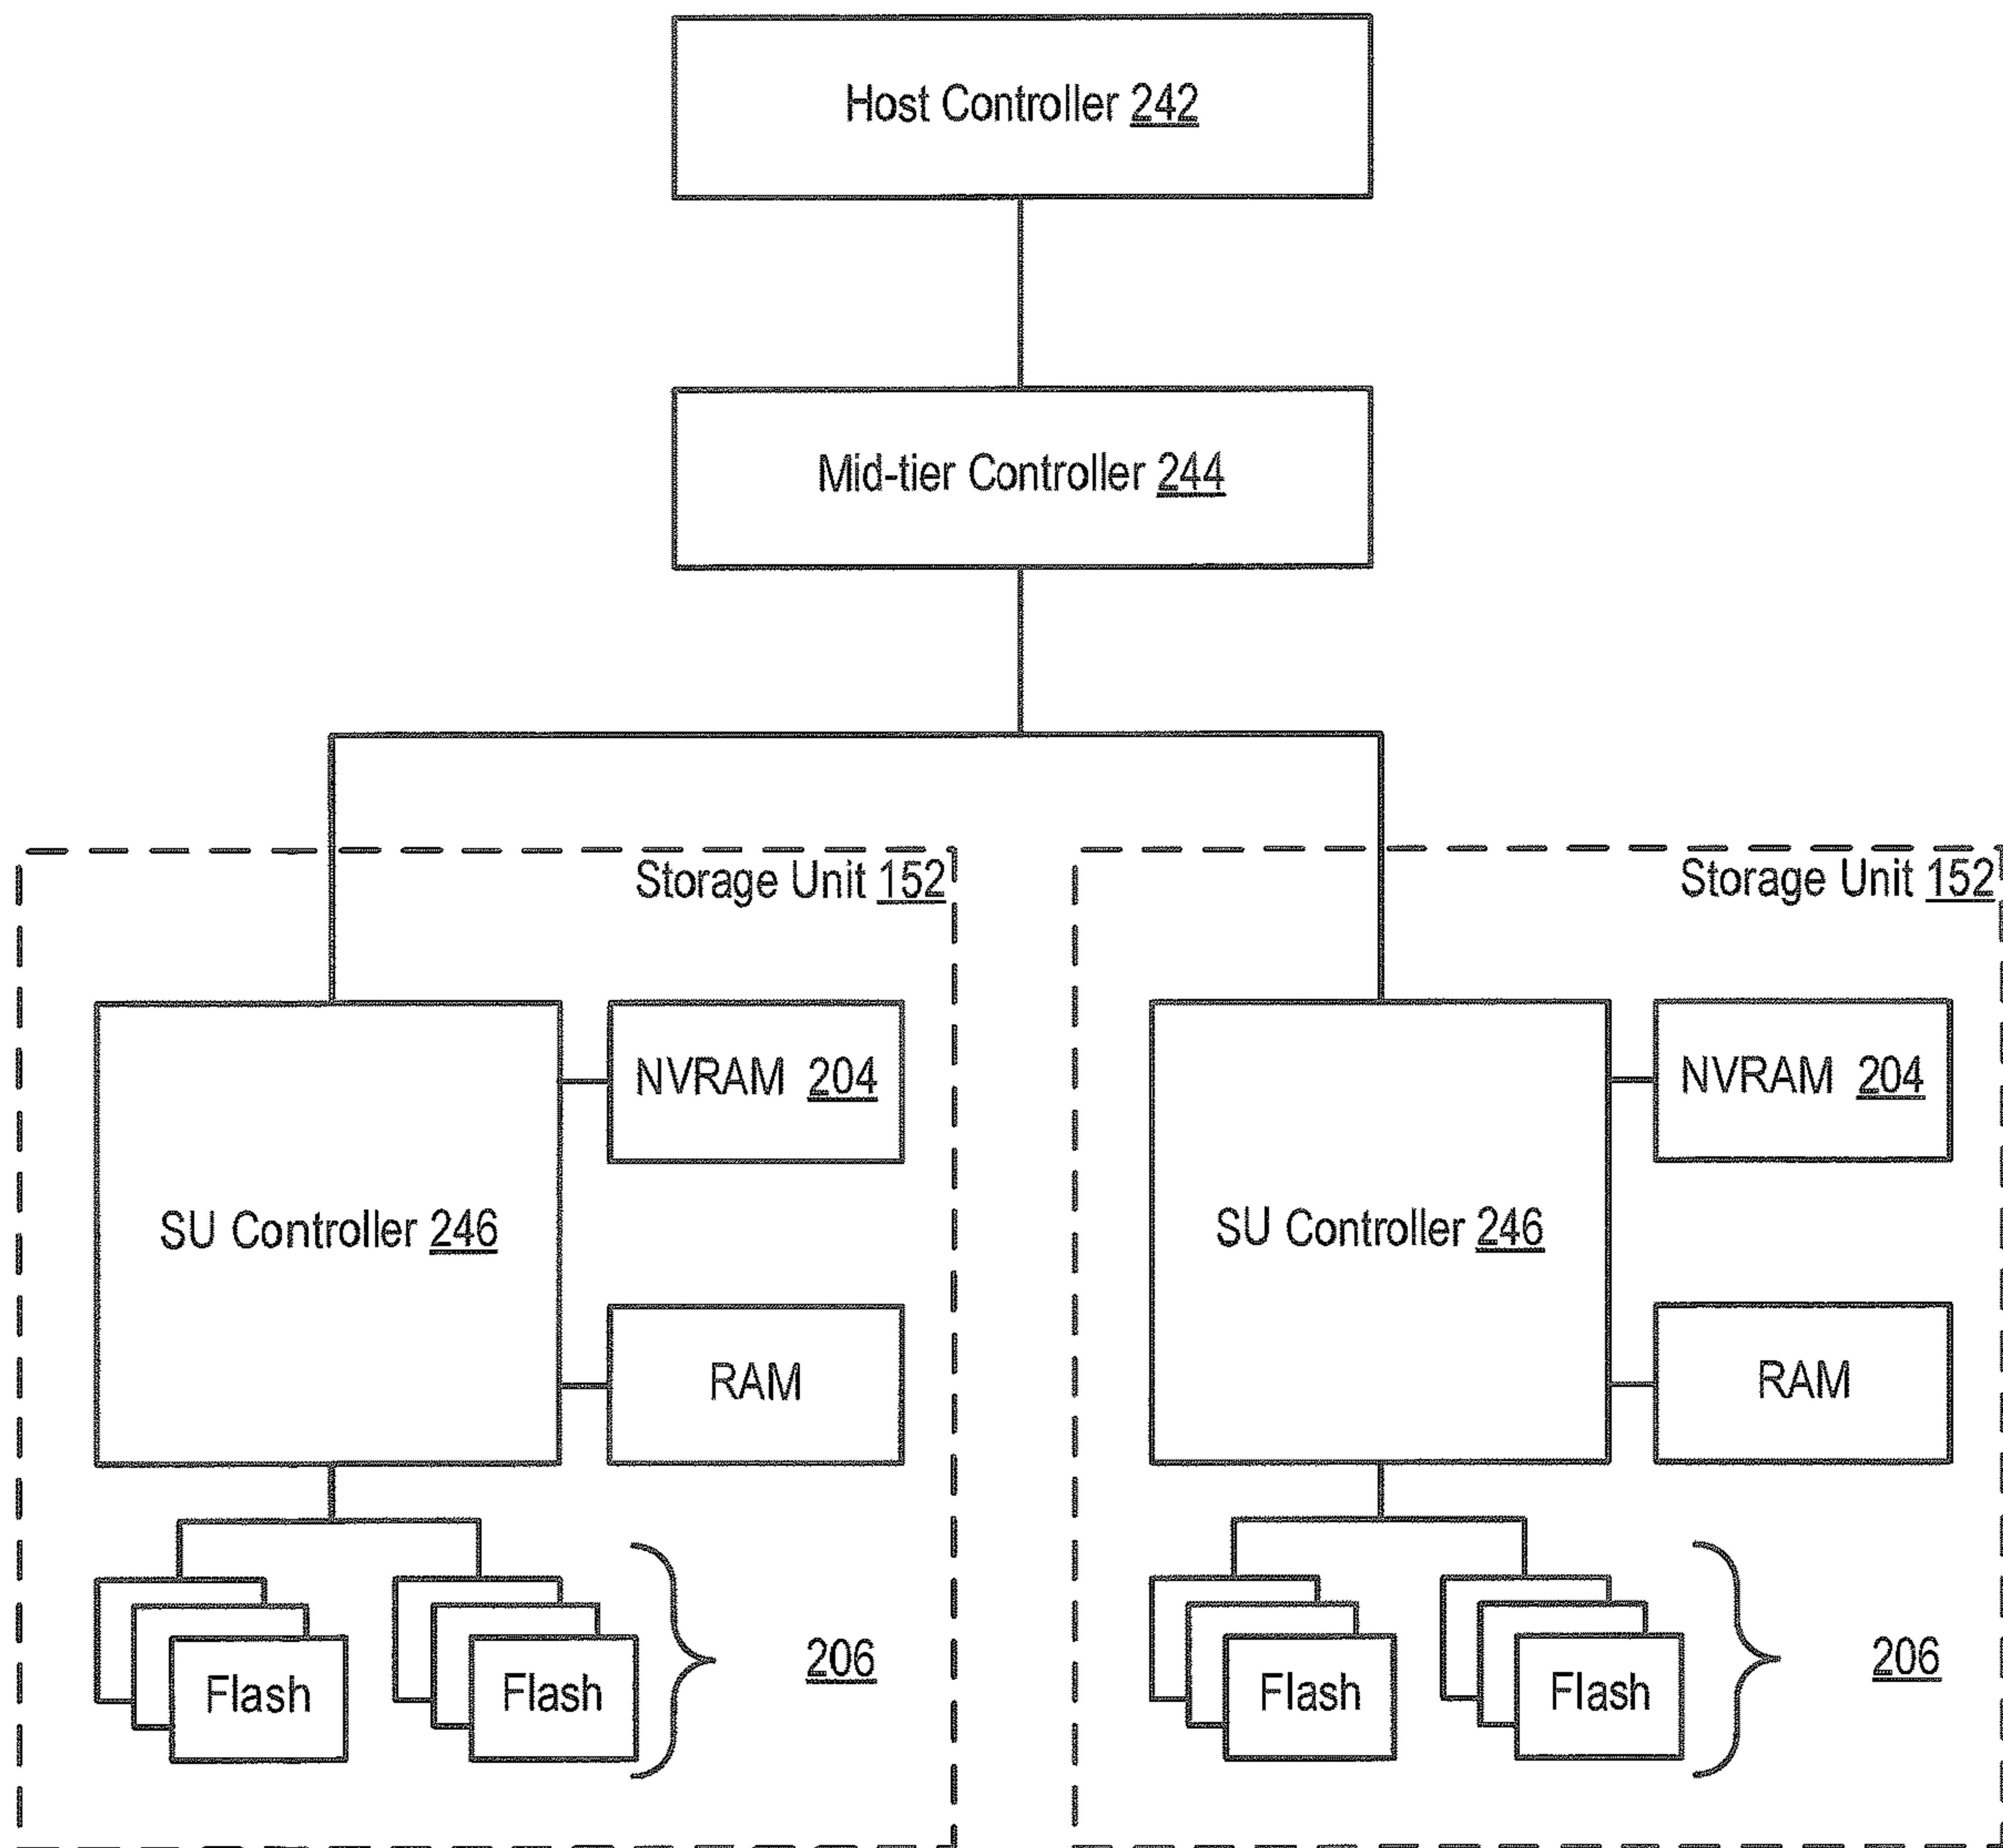 Host Controller 242
Mid-tier Controller 244
Storage Unit 152
Storage Unit 152
NVRAM 204
NVRAM 204
SU Controller 246
SU Controller 246
RAM
RAM
206
206
Flash
Flash
Flash
Flash